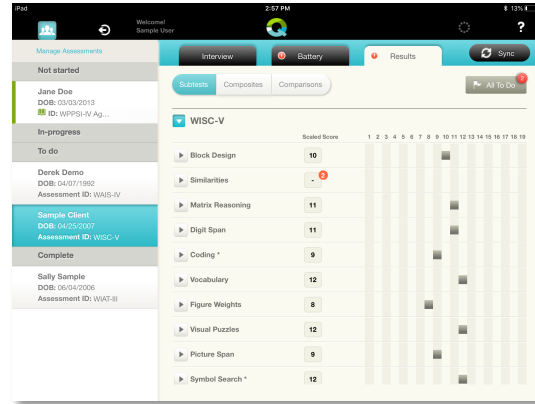 iPad
2:57 PM
13%
Welcome!
Sample User
?
Manage Assessments
Not started
Jane Doe
DOB: 03/03/2013
ID: WPPSI-IV Ag...
In-progress
To do
Derek Demo
DOB: 04/07/1992
Assessment ID: WAIS-IV
Sample Client
DOB: 04/25/2007
Assessment ID: WISC-V
Complete
Sally Sample
DOB: 06/04/2006
Assessment ID: WIAT-III
Interview
! Battery
! Results
Sync
Subtests Composites Comparisons
All To Do 2
WISC-V
Scaled Score 1 2 3 4 5 6 7 8 9 10 11 12 13 14 15 16 17 18 19
Block Design 10
Similarities - 2
Matrix Reasoning 11
Digit Span 11
Coding * 9
Vocabulary 12
Figure Weights 8
Visual Puzzles 12
Picture Span 9
Symbol Search * 12